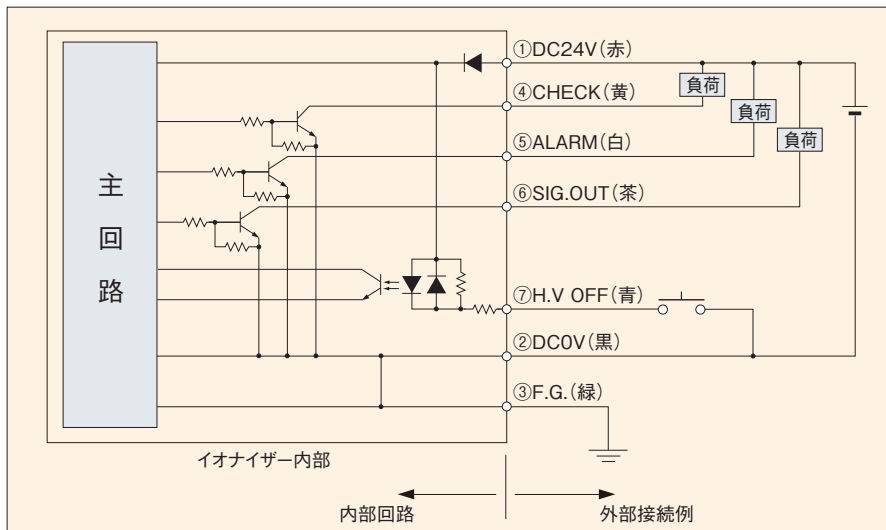 ①DC24V(赤)
④CHECK(黄)
負荷
負荷
負荷
⑤ALARM(白)
⑥SIG.OUT(茶)
主回路
⑦H.V OFF(青)
②DC0V(黒)
③F.G.(緑)
イオナイザー内部
内部回路
外部接続例